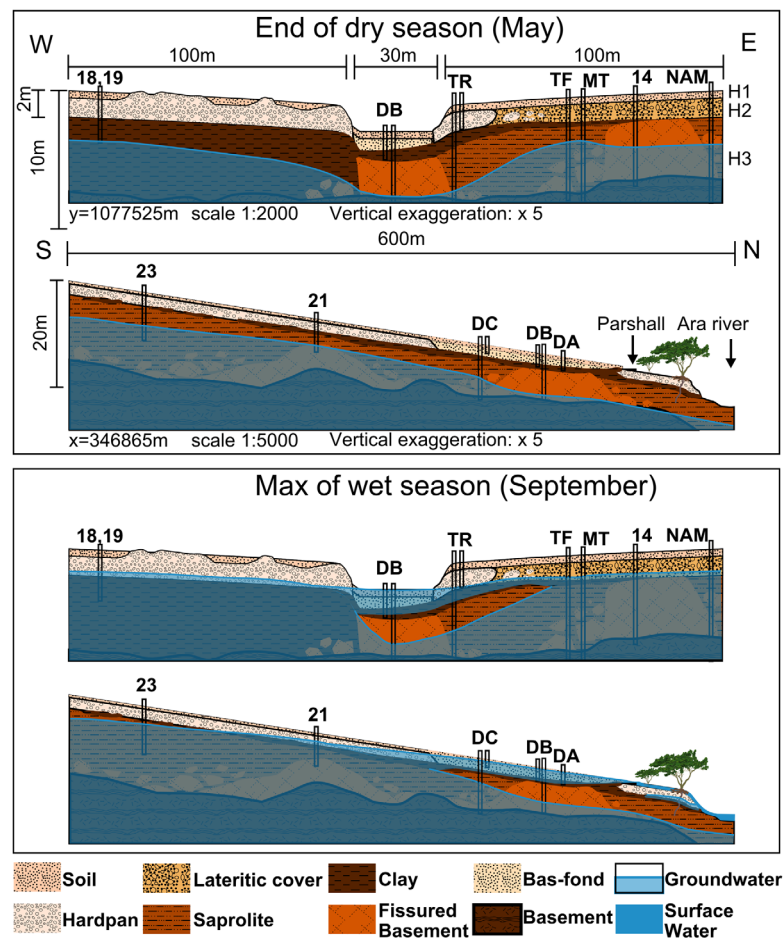 End of dry season (May)
W
E
100m
30m
100m
18,19
DB
TR
TF
MT
14
NAM
H1
H2
H3
2m
10m
y=1077525m scale 1:2000 Vertical exaggeration: x 5
S
N
600m
23
21
DC
DB
DA
Parshall
Ara river
20m
x=346865m scale 1:5000 Vertical exaggeration: x 5
Max of wet season (September)
18,19
DB
TR
TF
MT
14
NAM
23
21
DC
DB
DA
Soil
Lateritic cover
Clay
Bas-fond
Groundwater
Hardpan
Saprolite
Fissured
Basement
Basement
Surface
Water